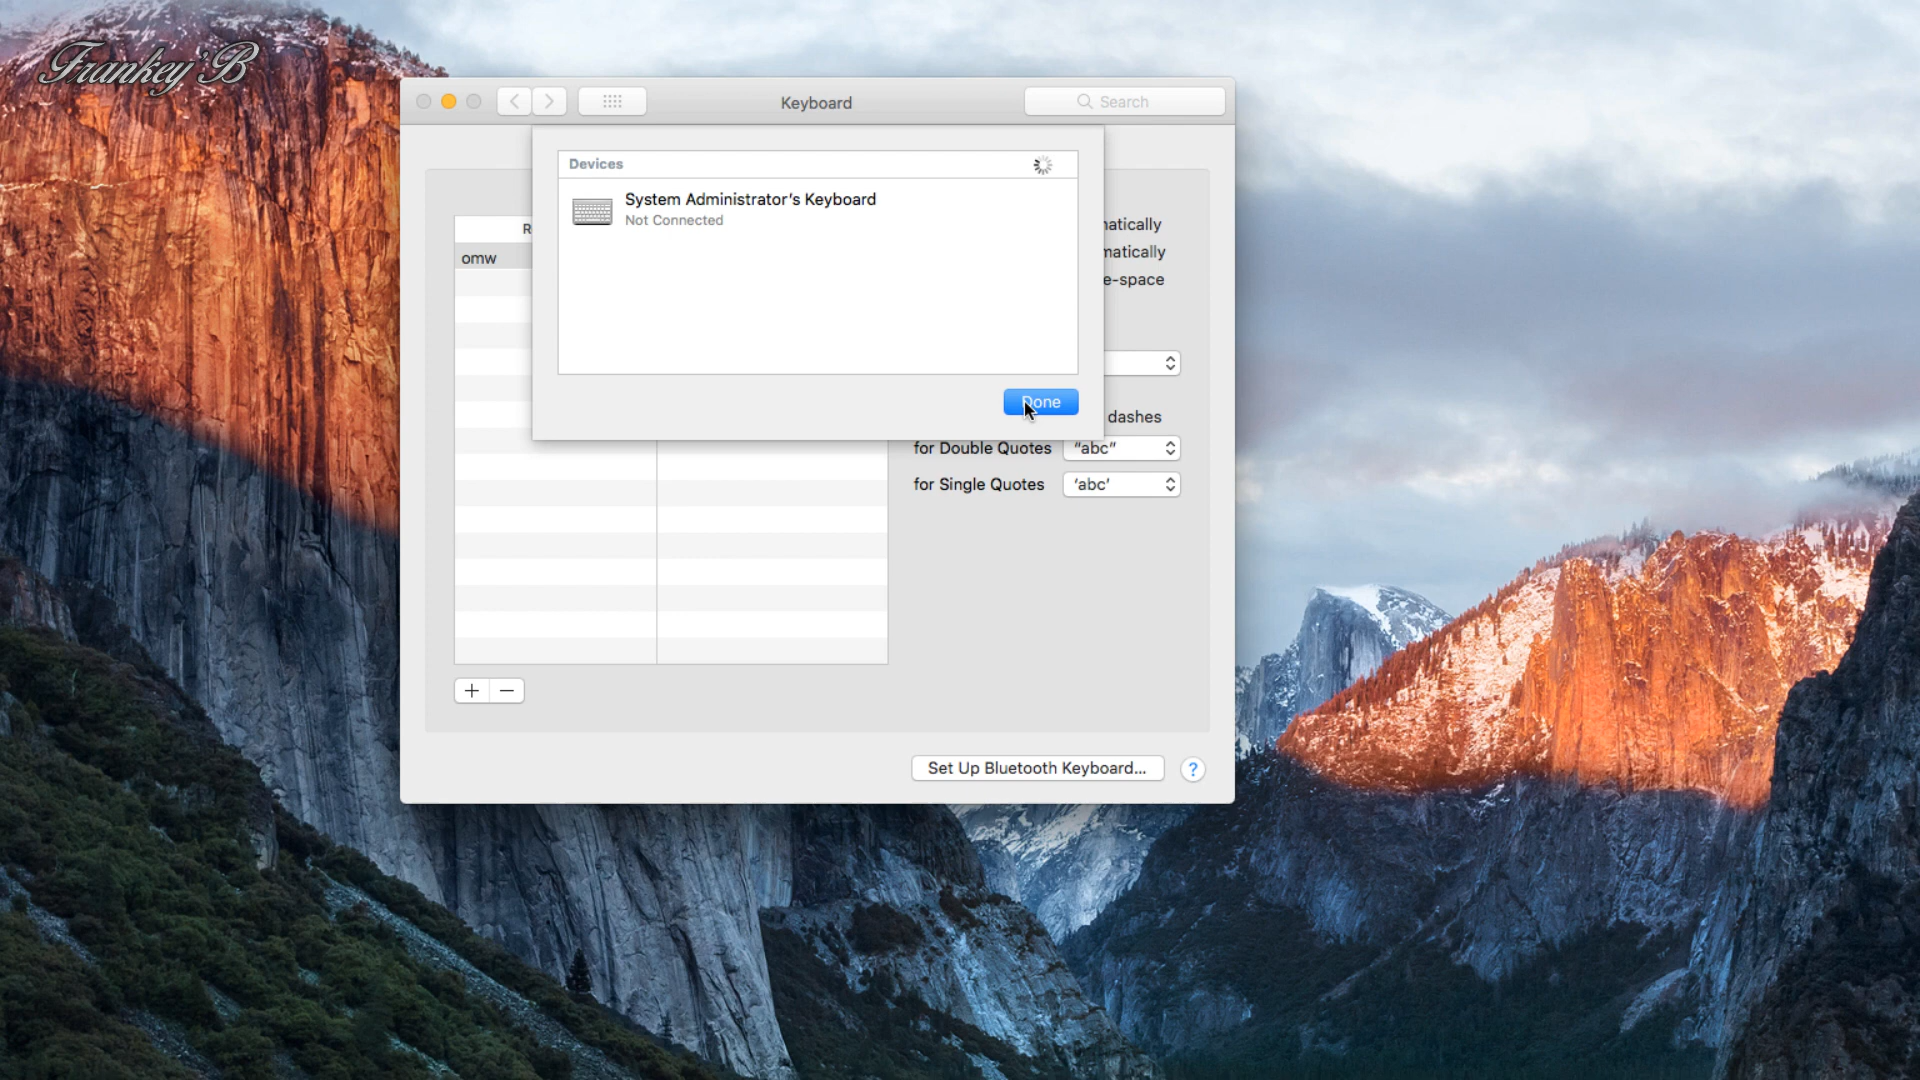 Frankey'B
Keyboard
Search
Devices
System Administrator's Keyboard
Not Connected
R
omw
matically
matically
e-space
Done
dashes
for Double Quotes “abc”
for Single Quotes ‘abc’
+ −
Set Up Bluetooth Keyboard...
?